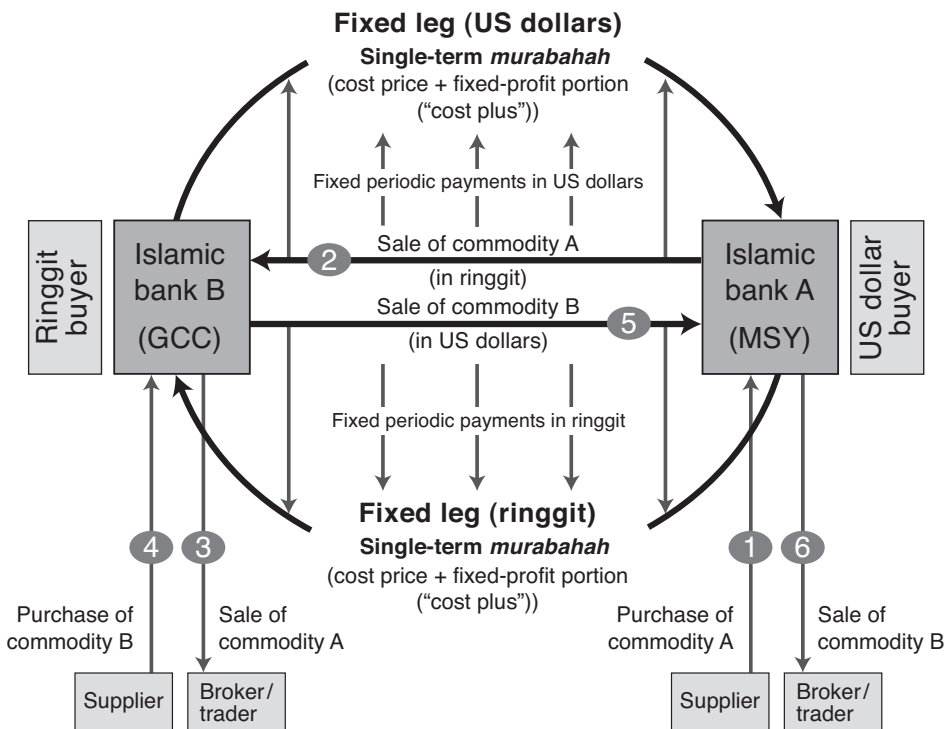 Fixed leg (US dollars)
Single-term murabahah
(cost price + fixed-profit portion
(“cost plus”))
Fixed periodic payments in US dollars
Ringgit
buyer
Islamic
bank B
(GCC)
Sale of commodity A
2
(in ringgit)
Sale of commodity B
5
(in US dollars)
Islamic
bank A
(MSY)
US dollar
buyer
Fixed periodic payments in ringgit
Fixed leg (ringgit)
Single-term murabahah
(cost price + fixed-profit portion
(“cost plus”))
4
3
1
6
Purchase of
commodity B
Sale of
commodity A
Purchase of
commodity A
Sale of
commodity B
Supplier
Broker/
trader
Supplier
Broker/
trader